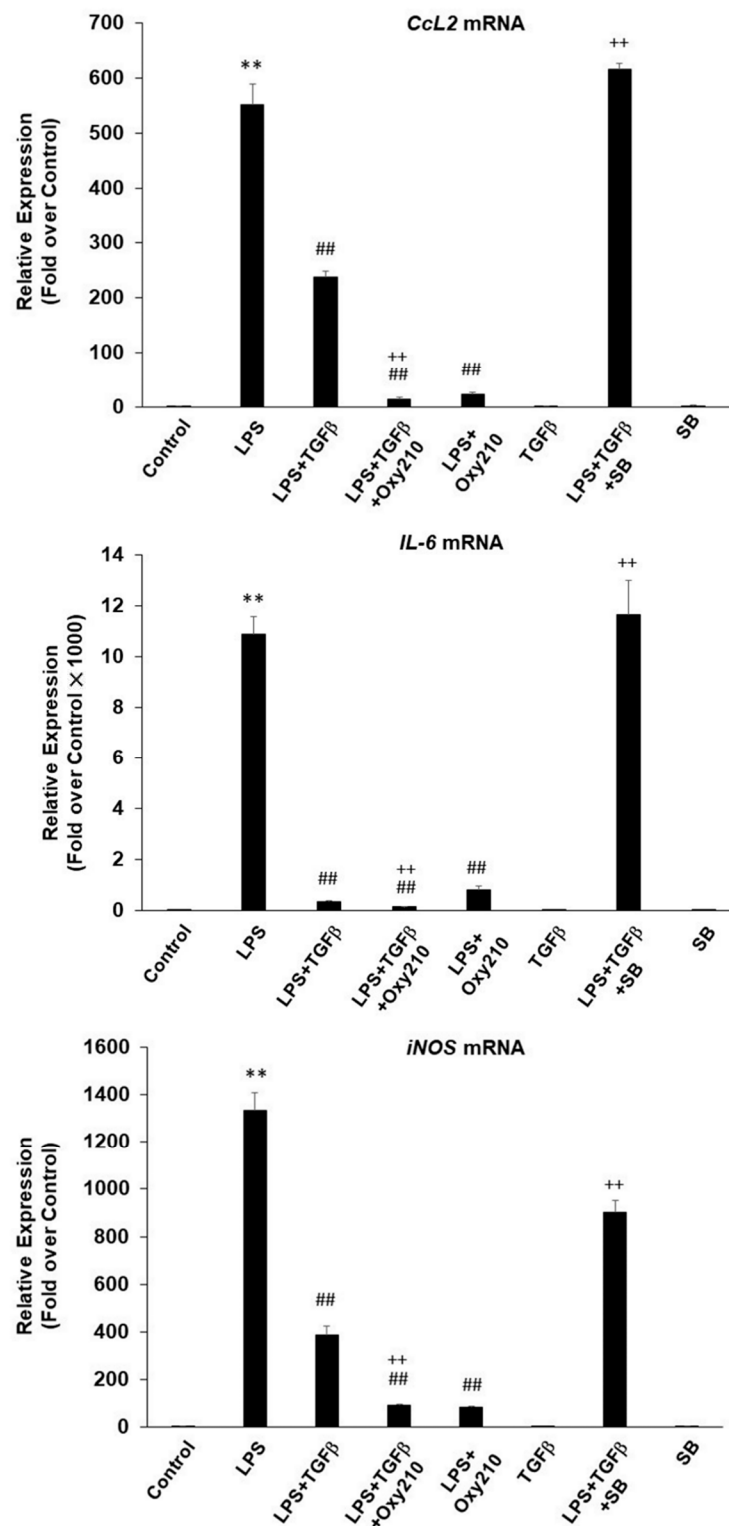 CcL2 mRNA
Relative Expression
(Fold over Control)
700
600
500
400
300
200
100
0
**
##
++
##
##
++
Control
LPS
LPS+TGFβ
LPS+TGFβ
+Oxy210
LPS+
Oxy210
TGFβ
LPS+TGFβ
+SB
SB
IL-6 mRNA
Relative Expression
(Fold over Control × 1000)
14
12
10
8
6
4
2
0
**
##
++
##
##
++
Control
LPS
LPS+TGFβ
LPS+TGFβ
+Oxy210
LPS+
Oxy210
TGFβ
LPS+TGFβ
+SB
SB
iNOS mRNA
Relative Expression
(Fold over Control)
1600
1400
1200
1000
800
600
400
200
0
**
##
++
##
##
++
Control
LPS
LPS+TGFβ
LPS+TGFβ
+Oxy210
LPS+
Oxy210
TGFβ
LPS+TGFβ
+SB
SB